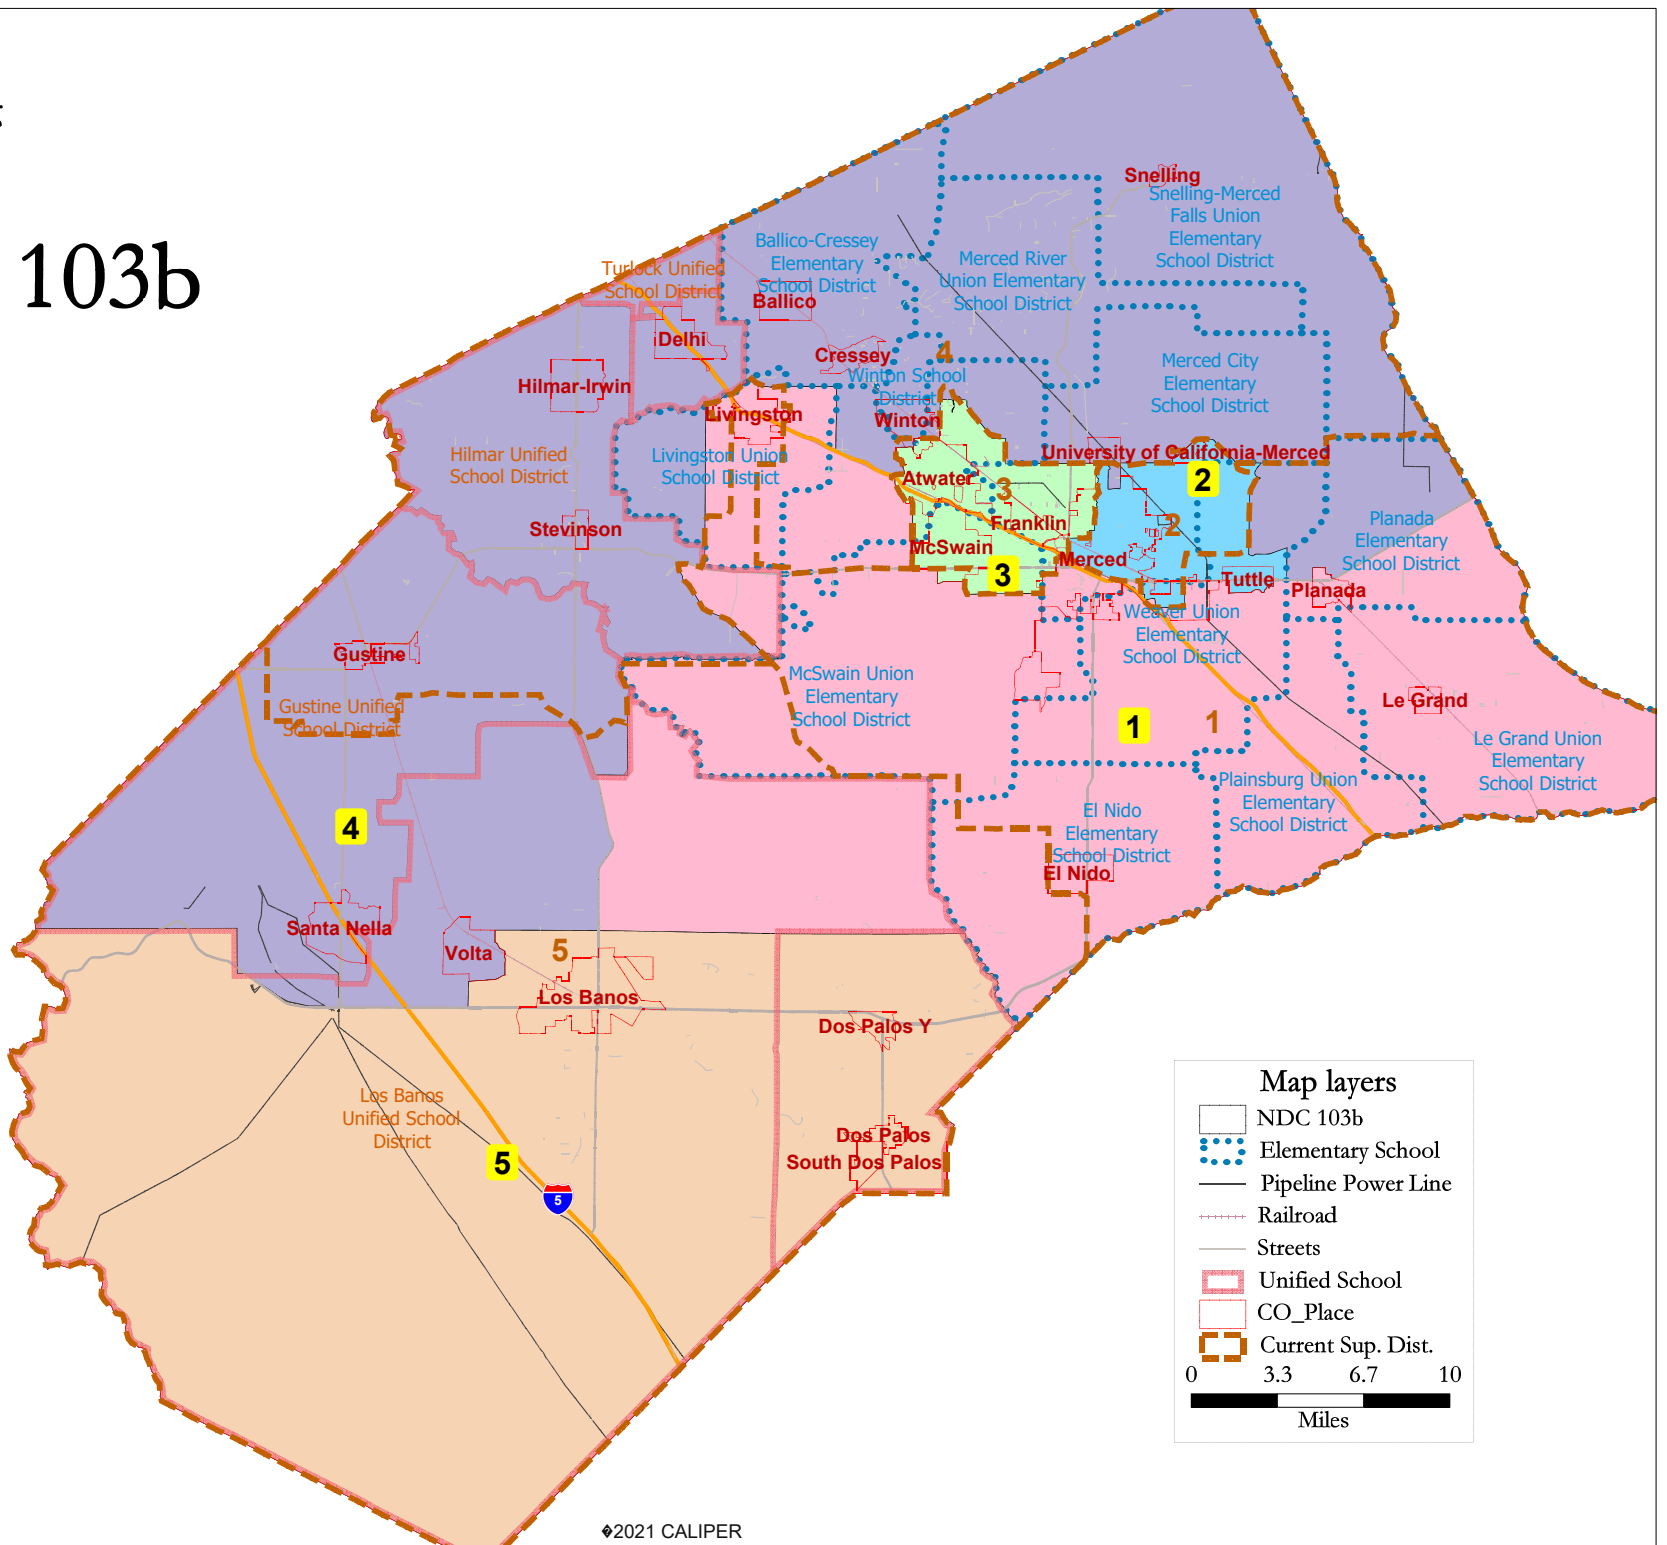 103b
Snelling
Snelling-Merced
Falls Union
Elementary
School District
Ballico-Cressey
Elementary
School District
Ballico
Merced River
Union Elementary
School District
Turlock Unified
School District
Delhi
Cressey
4
Winton School
District
Winton
Merced City
Elementary
School District
Hilmar-Irwin
Livingston
Hilmar Unified
School District
Livingston Union
School District
University of California-Merced
Atwater
3
2
2
Franklin
Stevinson
McSwain
Merced
3
Tuttle
Planada
Planada
Elementary
School District
Weaver Union
Elementary
School District
Gustine
Gustine Unified
School District
McSwain Union
Elementary
School District
Le Grand
1
1
Le Grand Union
Elementary
School District
Plainsburg Union
Elementary
School District
El Nido
Elementary
School District
El Nido
4
Santa Nella
Volta
5
Los Banos
Dos Palos Y
Los Banos
Unified School
District
Dos Palos
South Dos Palos
5
5
Map layers
NDC 103b
Elementary School
Pipeline Power Line
Railroad
Streets
Unified School
CO_Place
Current Sup. Dist.
0 3.3 6.7 10
Miles
�2021 CALIPER